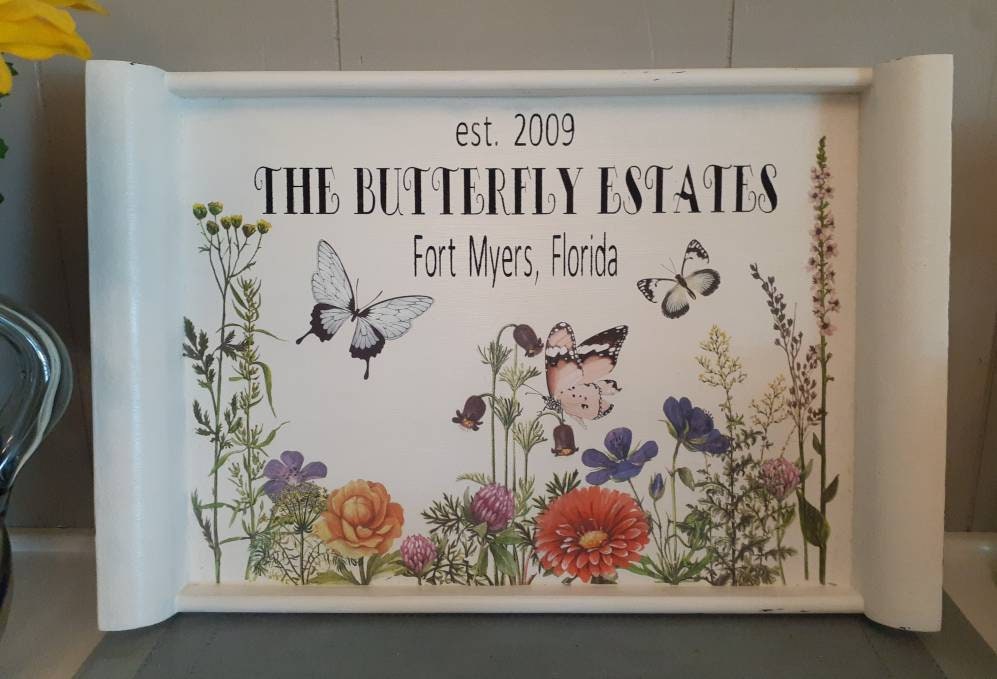 est. 2009
THE BUTTERFLY ESTATES
Fort Myers, Florida